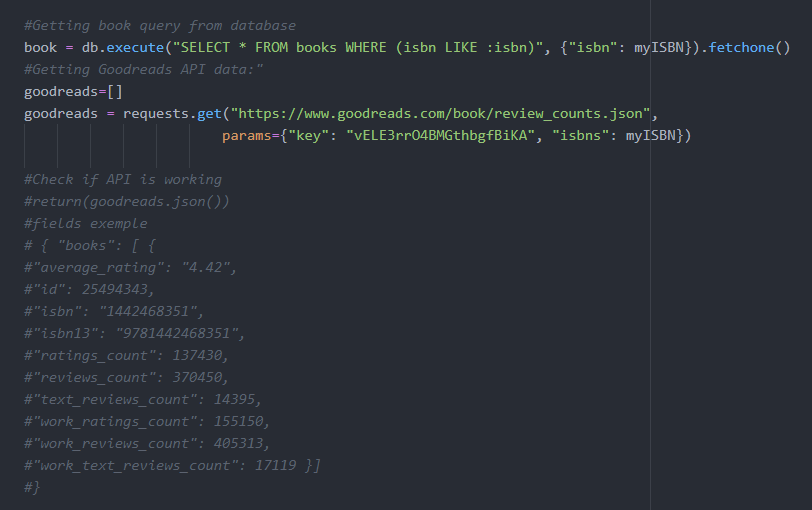 #Getting book query from database
book = db.execute("SELECT * FROM books WHERE (isbn LIKE :isbn)", {"isbn": myISBN}).fetchone()
#Getting Goodreads API data:"
goodreads=[]
goodreads = requests.get("https://www.goodreads.com/book/review_counts.json",
params={"key": "vELE3rrO4BMGthbgfBiKA", "isbns": myISBN})
#Check if API is working
#return(goodreads.json())
#fields exemple
# { "books": [ {
#"average_rating": "4.42",
#"id": 25494343,
#"isbn": "1442468351",
#"isbn13": "9781442468351",
#"ratings_count": 137430,
#"reviews_count": 370450,
#"text_reviews_count": 14395,
#"work_ratings_count": 155150,
#"work_reviews_count": 405313,
#"work_text_reviews_count": 17119 }]
#}